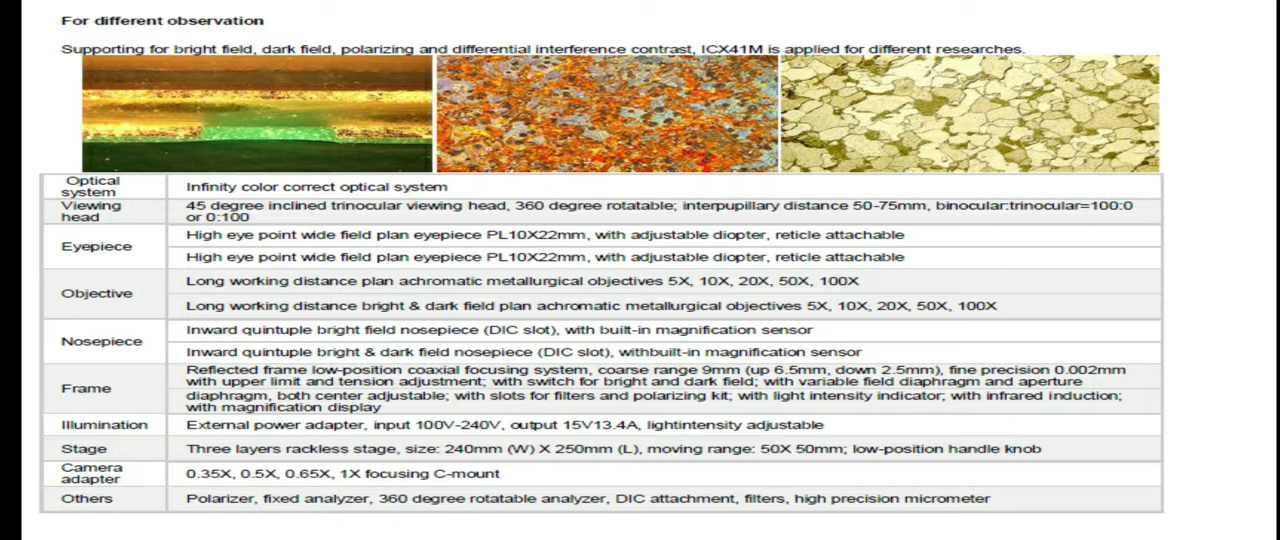 For different observation
Supporting for bright field, dark field, polarizing and differential interference contrast, ICX41M is applied for different researches.
Optical
system
Infinity color correct optical system
Viewing
head
45 degree inclined trinocular viewing head, 360 degree rotatable; interpupillary distance 50-75mm, binocular:trinocular=100:0
or 0:100
Eyepiece
High eye point wide field plan eyepiece PL10X22mm, with adjustable diopter, reticle attachable
High eye point wide field plan eyepiece PL10X22mm, with adjustable diopter, reticle attachable
Objective
Long working distance plan achromatic metallurgical objectives 5X, 10X, 20X, 50X, 100X
Long working distance bright & dark field plan achromatic metallurgical objectives 5X, 10X, 20X, 50X, 100X
Nosepiece
Inward quintuple bright field nosepiece (DIC slot), with built-in magnification sensor
Inward quintuple bright & dark field nosepiece (DIC slot), withbuilt-in magnification sensor
Frame
Reflected frame low-position coaxial focusing system, coarse range 9mm (up 6.5mm, down 2.5mm), fine precision 0.002mm
with upper limit and tension adjustment; with switch for bright and dark field; with variable field diaphragm and aperture
diaphragm, both center adjustable; with slots for filters and polarizing kit; with light intensity indicator; with infrared induction;
with magnification display
Illumination
External power adapter, input 100V-240V, output 15V13.4A, lightintensity adjustable
Stage
Three layers rackless stage, size: 240mm (W) X 250mm (L), moving range: 50X 50mm; low-position handle knob
Camera
adapter
0.35X, 0.5X, 0.65X, 1X focusing C-mount
Others
Polarizer, fixed analyzer, 360 degree rotatable analyzer, DIC attachment, filters, high precision micrometer